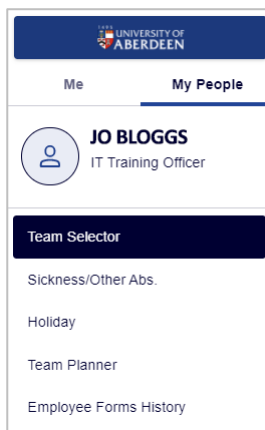 UNIVERSITY OF
ABERDEEN
Me My People
JO BLOGGS
IT Training Officer
Team Selector
Sickness/Other Abs.
Holiday
Team Planner
Employee Forms History